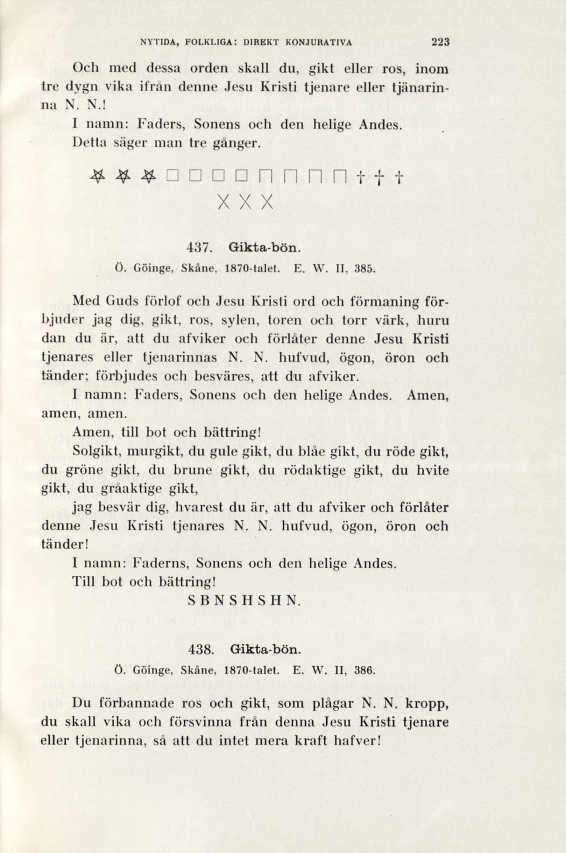 NYTIDA, FOLKLIGA: DIREKT KONJURATIVA 223
Och med dessa orden skall du, gikt eller ros, inom
tre dygn vika ifrån denne Jesu Kristi tjenare eller tjänarin-
na N. N.!
I namn: Faders, Sonens och den helige Andes.
Detta säger man tre gånger.
⛧ ⛧ ⛧ □ □ □ □ Π Π Π Π † † †
X X X
437. Gikta-bön.
Ö. Göinge, Skåne, 1870-talet. E. W. II, 385.
Med Guds förlof och Jesu Kristi ord och förmaning för-
bjuder jag dig, gikt, ros, sylen, toren och torr värk, huru
dan du är, att du afviker och förlåter denne Jesu Kristi
tjenares eller tjenarinnas N. N. hufvud, ögon, öron och
tänder; förbjudes och besväres, att du afviker.
I namn: Faders, Sonens och den helige Andes. Amen,
amen, amen.
Amen, till bot och bättring!
Solgikt, murgikt, du gule gikt, du blåe gikt, du röde gikt,
du gröne gikt, du brune gikt, du rödaktige gikt, du hvite
gikt, du gråaktige gikt,
jag besvär dig, hvarest du är, att du afviker och förlåter
denne Jesu Kristi tjenares N. N. hufvud, ögon, öron och
tänder!
I namn: Faderns, Sonens och den helige Andes.
Till bot och bättring!
S B N S H S H N.
438. Gikta-bön.
Ö. Göinge, Skåne, 1870-talet. E. W. II, 386.
Du förbannade ros och gikt, som plågar N. N. kropp,
du skall vika och försvinna från denna Jesu Kristi tjenare
eller tjenarinna, så att du intet mera kraft hafver!